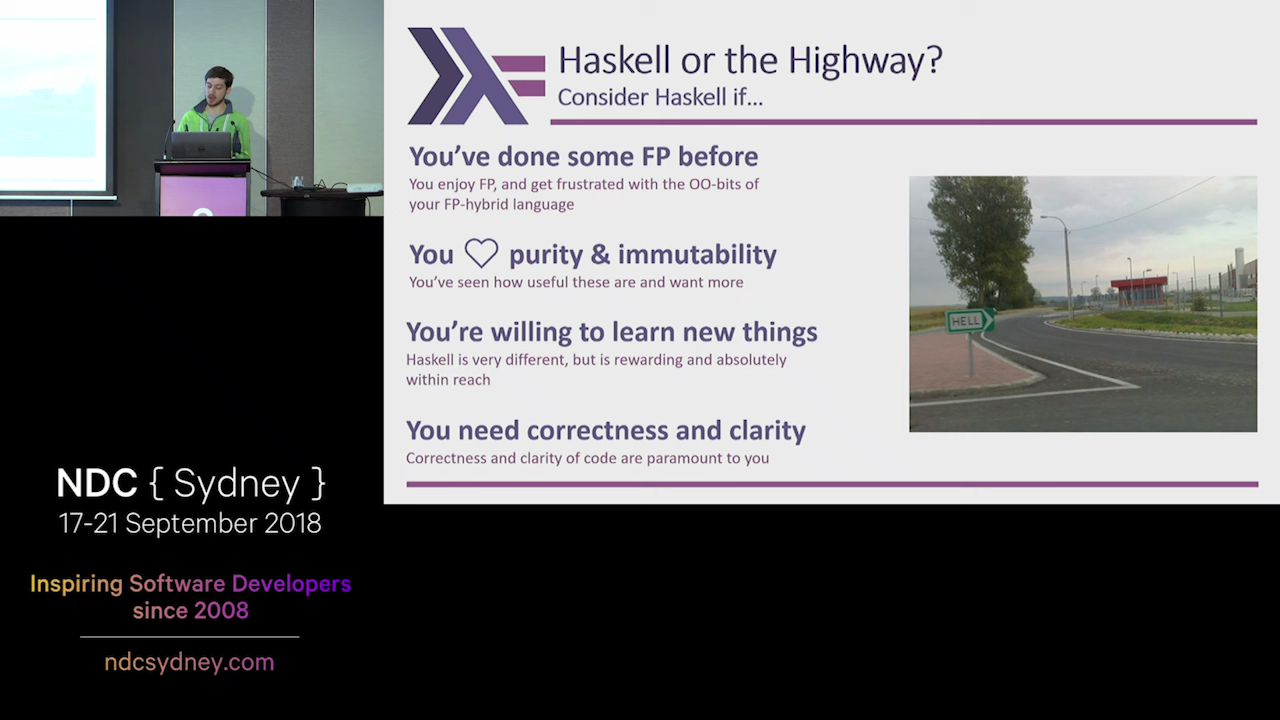 Haskell or the Highway?
Consider Haskell if...
You've done some FP before
You enjoy FP, and get frustrated with the OO-bits of
your FP-hybrid language
You ♡ purity & immutability
You've seen how useful these are and want more
You're willing to learn new things
Haskell is very different, but is rewarding and absolutely
within reach
You need correctness and clarity
Correctness and clarity of code are paramount to you
HELL
NDC { Sydney }
17-21 September 2018
Inspiring Software Developers
since 2008
ndcsydney.com